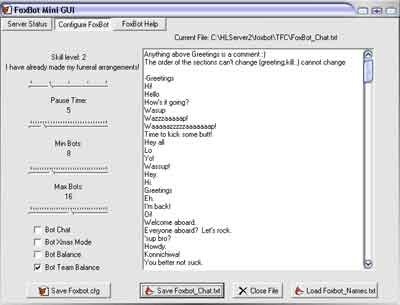 FoxBot Mini GUI
Server Status
Configure FoxBot
FoxBot Help
Current File: C:\HLServer2\foxbot\TFC\FoxBot_Chat.txt
Skill level: 2
I have already made my funeral arrangements!
Pause Time:
5
Min Bots:
8
Max Bots:
16
Bot Chat
Bot Xmas Mode
Bot Balance
Bot Team Balance
Anything above Greetings is a comment :)
The order of the sections can't change (greeting,kill..) cannot change
-Greetings
Hi!
Hello
How's it going?
Wasup
Wazzzaaaaap!
Waaaazzzzzaaaaaaap!
Time to kick some butt!
Hey all
Lo
Yo!
Wassup!
Hey.
Hi.
Greetings
Eh.
I'm back!
Oi!
Welcome aboard.
Everyone aboard? Let's rock.
'sup bro?
Howdy.
Konnichiwa!
You better not suck.
Save Foxbot.cfg
Save Foxbot_Chat.txt
Close File
Load Foxbot_Names.txt